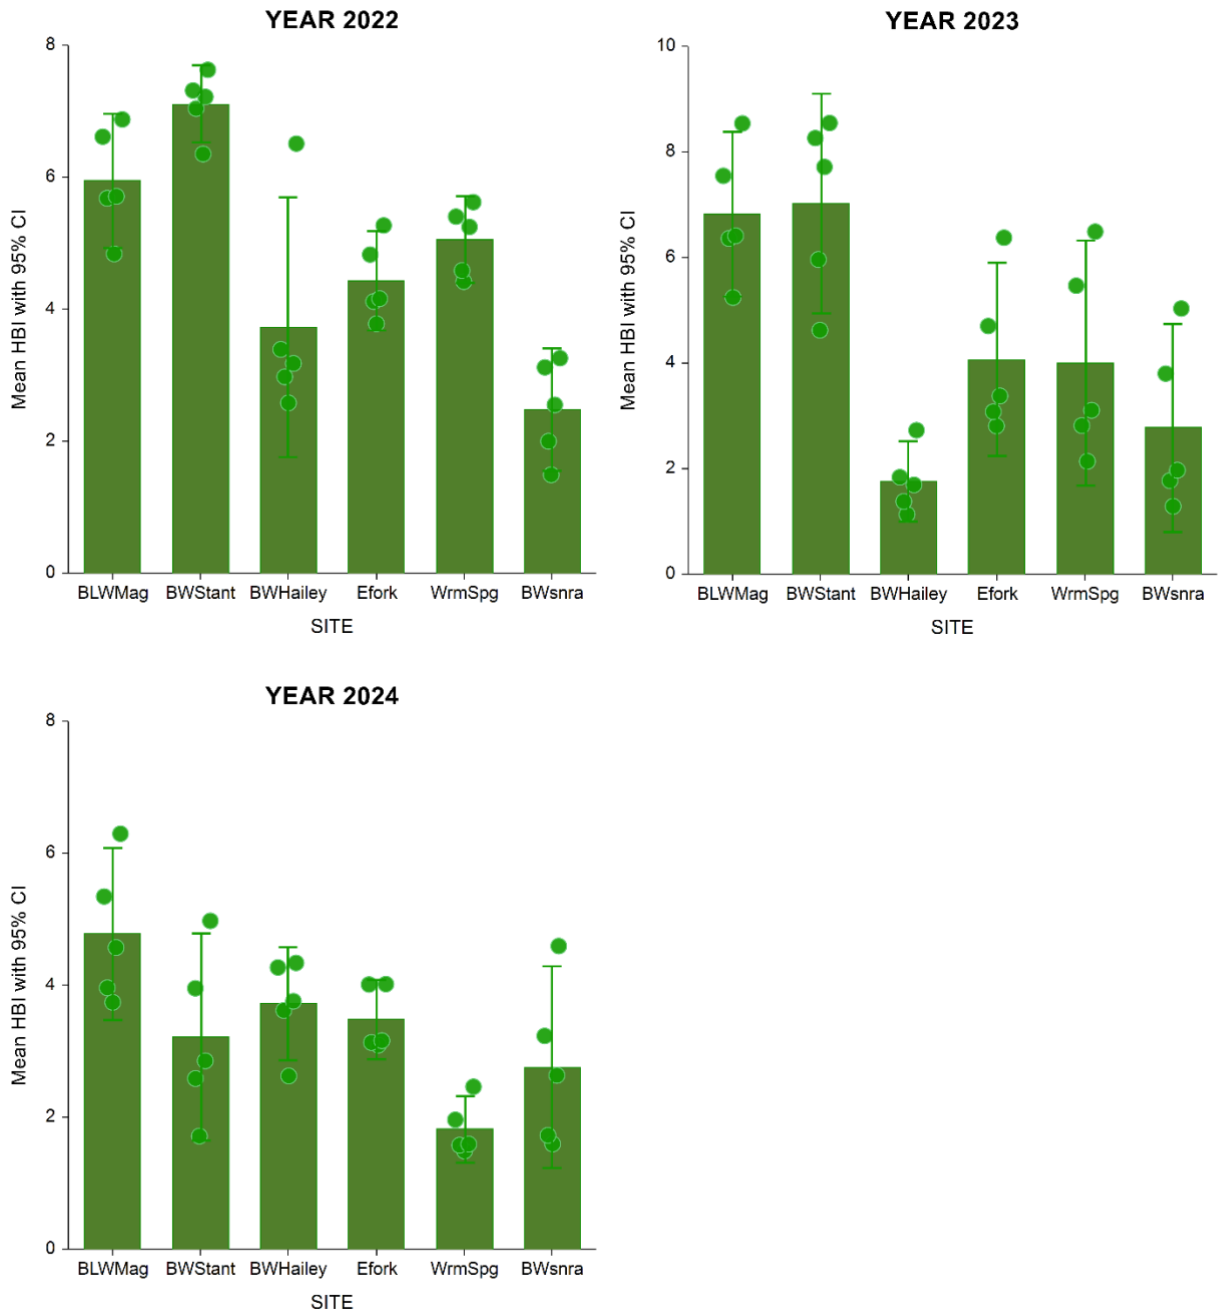 YEAR 2022
Mean HBI with 95% CI
8
6
4
2
0
BLWMag BWStant BWHailey Efork WrmSpg BWsnra
SITE
YEAR 2023
Mean HBI with 95% CI
10
8
6
4
2
0
BLWMag BWStant BWHailey Efork WrmSpg BWsnra
SITE
YEAR 2024
Mean HBI with 95% CI
8
6
4
2
0
BLWMag BWStant BWHailey Efork WrmSpg BWsnra
SITE